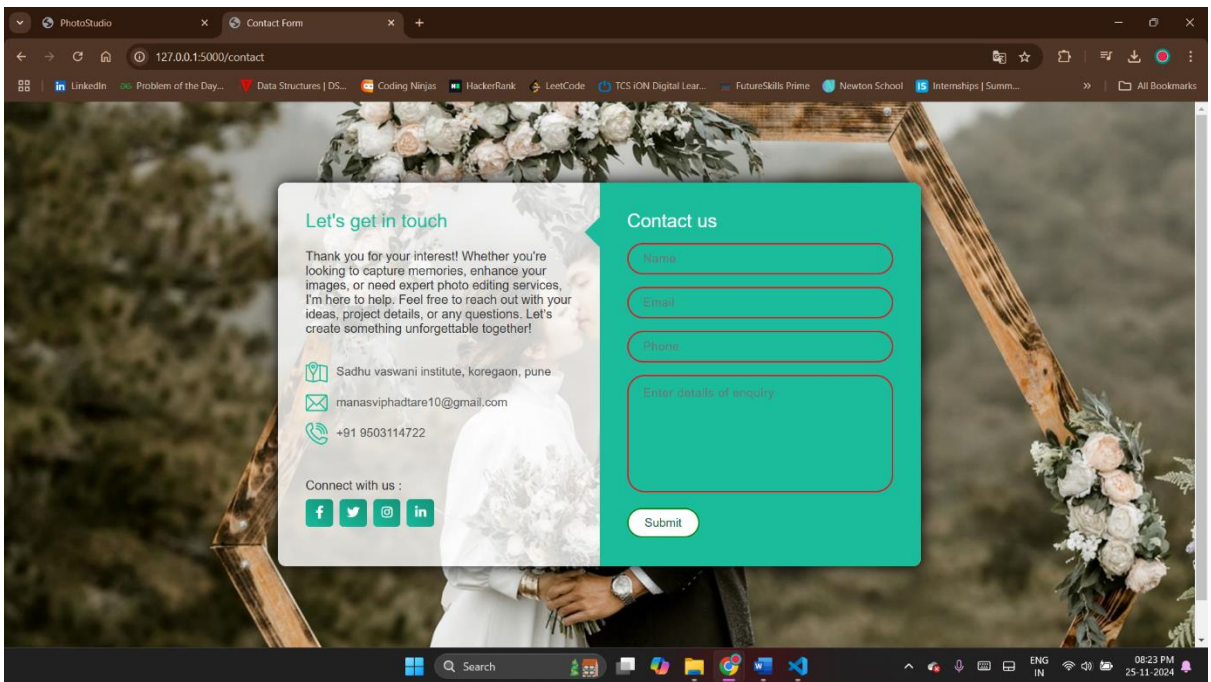 PhotoStudio
Contact Form
127.0.0.1:5000/contact
LinkedIn
Problem of the Day...
Data Structures | DS...
Coding Ninjas
HackerRank
LeetCode
TCS iON Digital Lear...
FutureSkills Prime
Newton School
Internships | Summ...
»
All Bookmarks
Let's get in touch
Thank you for your interest! Whether you're
looking to capture memories, enhance your
images, or need expert photo editing services,
I'm here to help. Feel free to reach out with your
ideas, project details, or any questions. Let's
create something unforgettable together!
Sadhu vaswani institute, koregaon, pune
manasviphadtare10@gmail.com
+91 9503114722
Connect with us :
Contact us
Name
Email
Phone
Enter details of enquiry
Submit
Search
ENG
IN
08:23 PM
25-11-2024